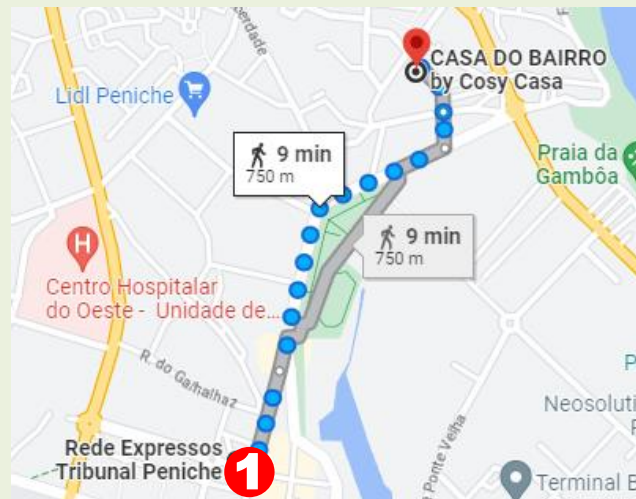 CASA DO BAIRRO
by Cosy Casa
Lidl Peniche
9 min
750 m
Praia da
Gambôa
9 min
750 m
H
Centro Hospitalar
do Oeste - Unidade de...
R. do Galhalhaz
Neosoluti
Rede Expressos
Tribunal Peniche
1
Ponte Velha
Terminal B